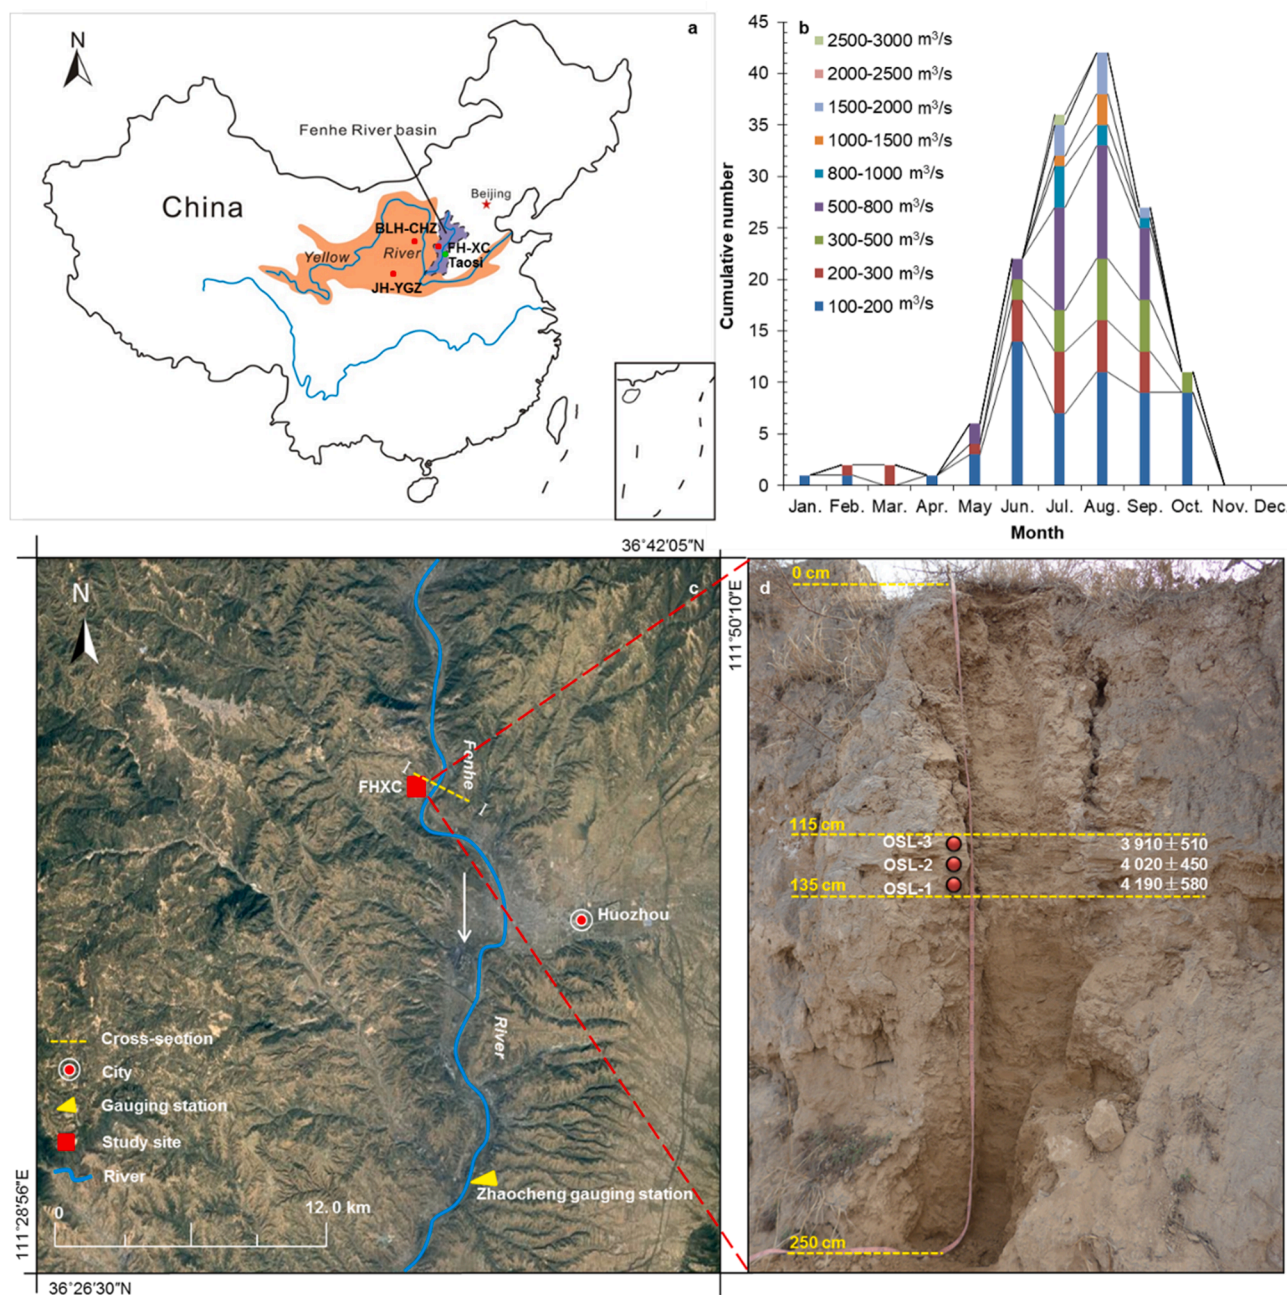 a
N
Fenhe River basin
Beijing
China
BLH-CHZ
FH-XC
Yellow
River
Taosi
JH-YGZ
b
45
40
35
30
25
20
15
10
5
0
Cumulative number
2500-3000 m³/s
2000-2500 m³/s
1500-2000 m³/s
1000-1500 m³/s
800-1000 m³/s
500-800 m³/s
300-500 m³/s
200-300 m³/s
100-200 m³/s
Jan. Feb. Mar. Apr. May Jun. Jul. Aug. Sep. Oct. Nov. Dec.
Month
36°42′05″N
c
N
111°50′10″E
Fenhe
I
FHXC
I
Huozhou
River
Cross-section
City
Gauging station
Study site
River
Zhaocheng gauging station
0
12. 0 km
111°28′56″E
36°26′30″N
d
0 cm
115 cm
OSL-3 3 910±510
OSL-2 4 020±450
OSL-1 4 190±580
135 cm
250 cm